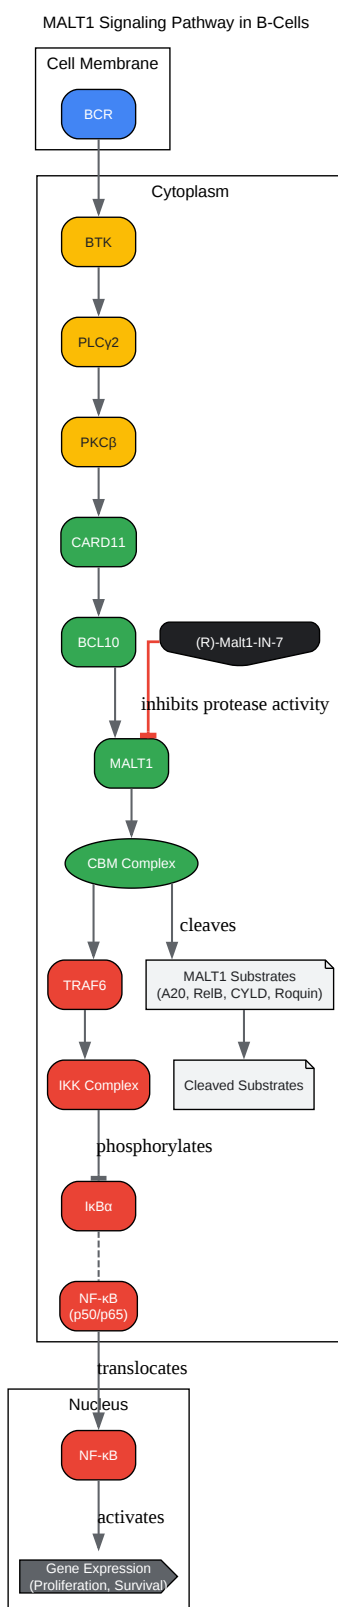 MALT1 Signaling Pathway in B-Cells
Cell Membrane
BCR
Cytoplasm
BTK
PLCγ2
PKCβ
CARD11
BCL10
(R)-Malt1-IN-7
inhibits protease activity
MALT1
CBM Complex
cleaves
TRAF6
MALT1 Substrates
(A20, RelB, CYLD, Roquin)
IKK Complex
Cleaved Substrates
phosphorylates
IκBα
NF-κB
(p50/p65)
translocates
Nucleus
NF-κB
activates
Gene Expression
(Proliferation, Survival)